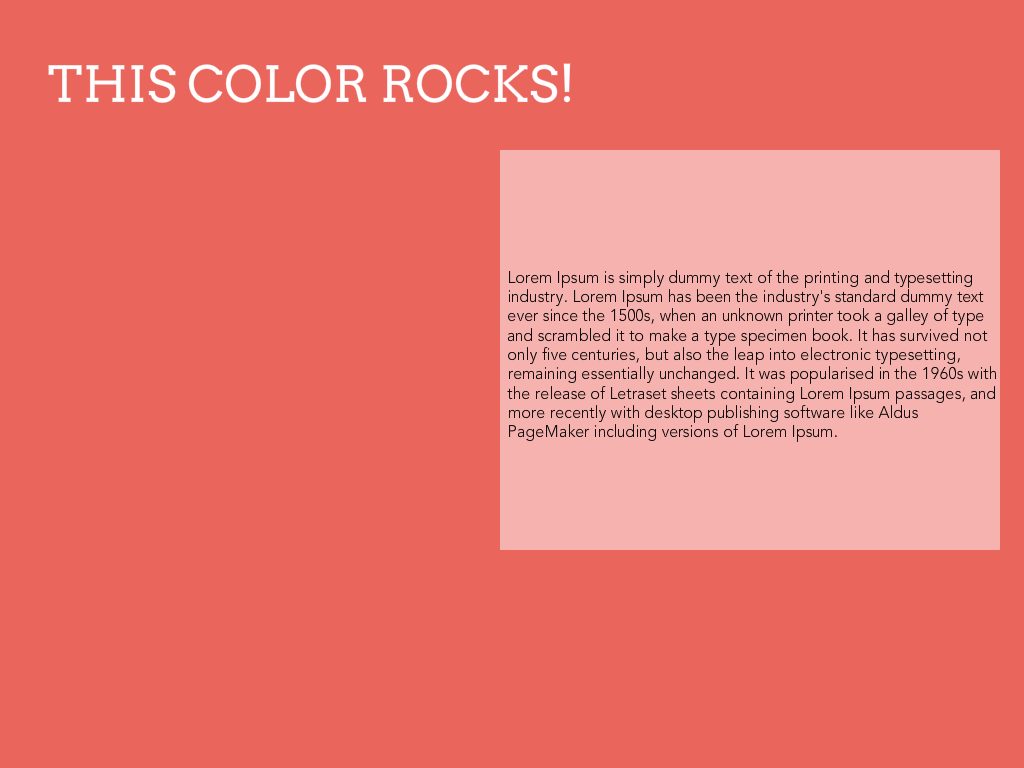 THIS COLOR ROCKS!
Lorem Ipsum is simply dummy text of the printing and typesetting
industry. Lorem Ipsum has been the industry's standard dummy text
ever since the 1500s, when an unknown printer took a galley of type
and scrambled it to make a type specimen book. It has survived not
only five centuries, but also the leap into electronic typesetting,
remaining essentially unchanged. It was popularised in the 1960s with
the release of Letraset sheets containing Lorem Ipsum passages, and
more recently with desktop publishing software like Aldus
PageMaker including versions of Lorem Ipsum.